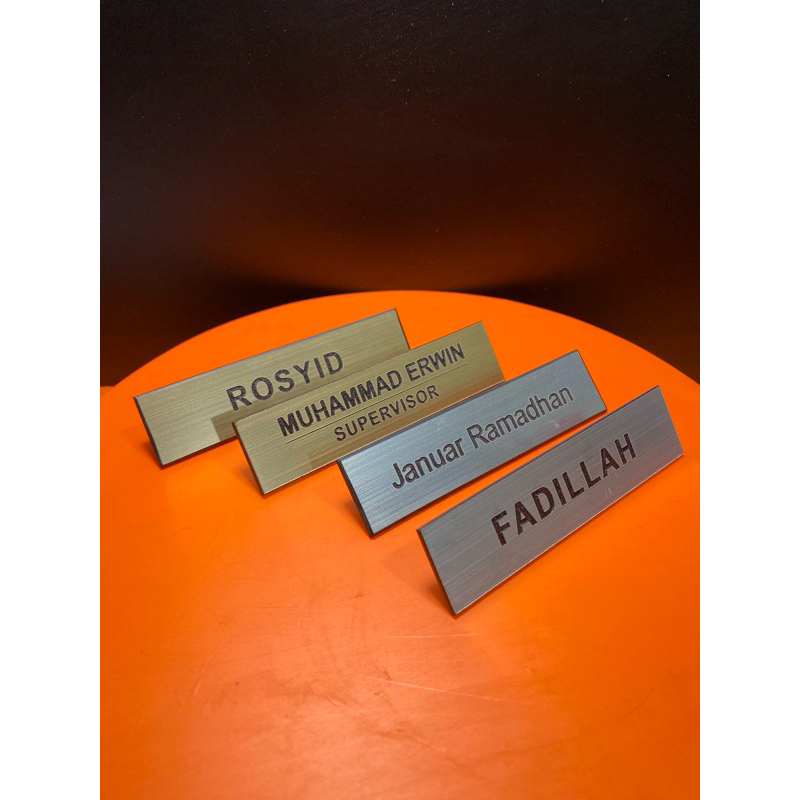 ROSYID
MUHAMMAD ERWIN
SUPERVISOR
Januar Ramadhan
FADILLAH